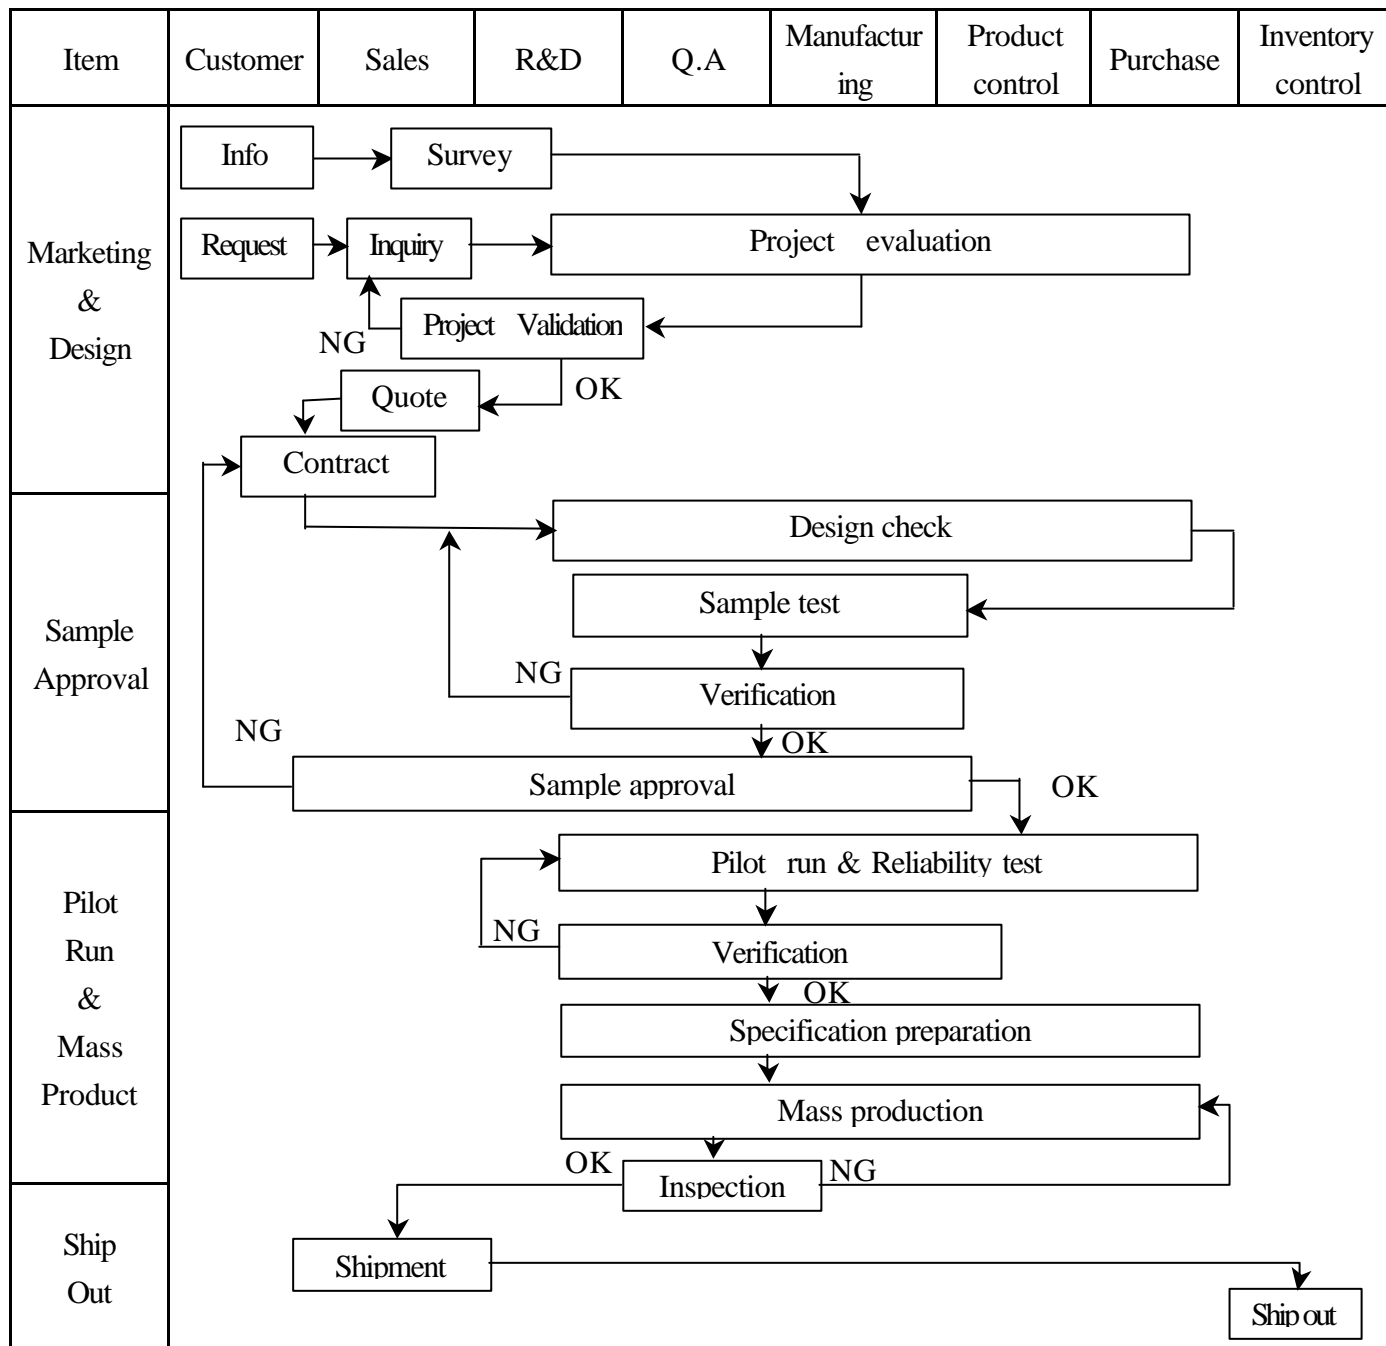 Item
Customer
Sales
R&D
Q.A
Manufactur
ing
Product
control
Purchase
Inventory
control
Marketing
&
Design
Info
Survey
Request
Inquiry
Project evaluation
Project Validation
NG
OK
Quote
Contract
Sample
Approval
Design check
Sample test
NG
Verification
OK
NG
Sample approval
OK
Pilot
Run
&
Mass
Product
Pilot run & Reliability test
NG
Verification
OK
Specification preparation
Mass production
OK
Inspection
NG
Ship
Out
Shipment
Ship out